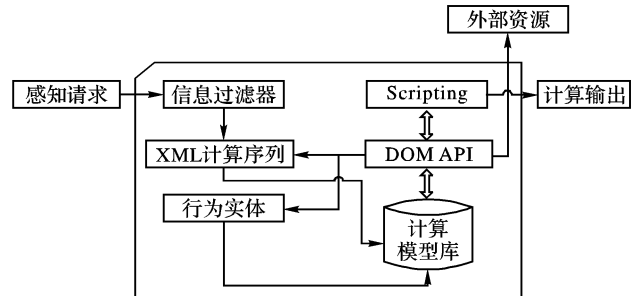 外部资源
感知请求
信息过滤器
Scripting
计算输出
XML计算序列
DOM API
行为实体
计算
模型库